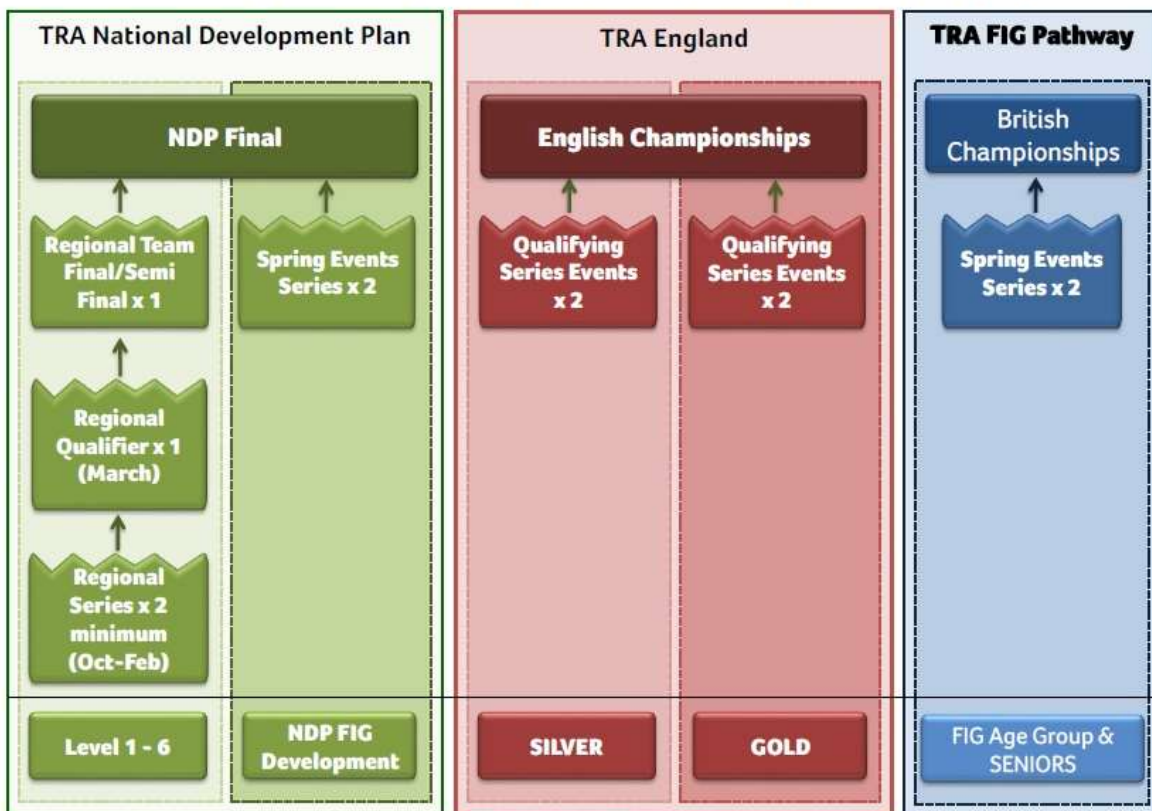 TRA National Development Plan
NDP Final
Regional Team
Final/Semi
Final x 1
Spring Events
Series x 2
Regional
Qualifier x 1
(March)
Regional
Series x 2
minimum
(Oct-Feb)
Level 1 - 6
NDP FIG
Development
TRA England
English Championships
Qualifying
Series Events
x 2
Qualifying
Series Events
x 2
SILVER
GOLD
TRA FIG Pathway
British
Championships
Spring Events
Series x 2
FIG Age Group &
SENIORS